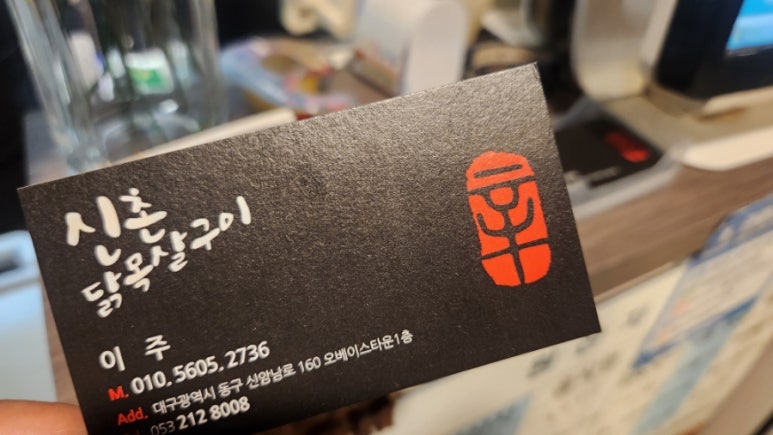 신촌
닭목살구이
이 주
M. 010. 5605. 2736
Add. 대구광역시 동구 신암남로 160 오베이스타운1층
053 212 8008